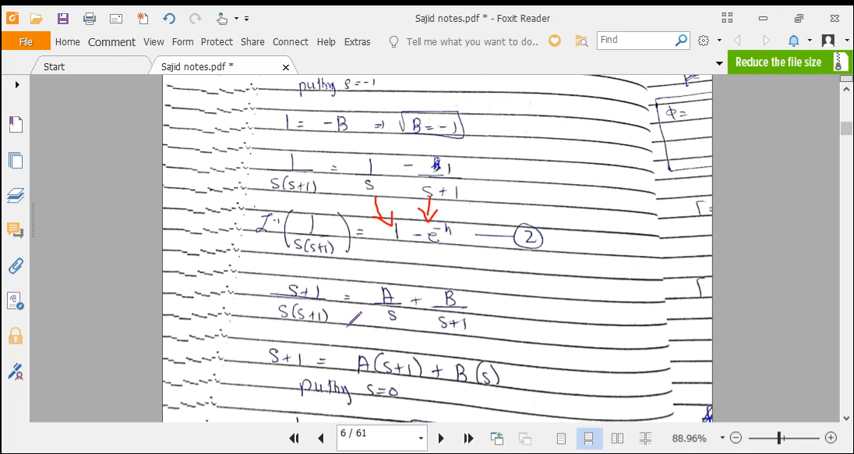 Sajid notes.pdf * - Foxit Reader
File Home Comment View Form Protect Share Connect Help Extras Tell me what you want to do.. Find
Start Sajid notes.pdf * × Reduce the file size
puthy s=-1
1 = -B ⇒ B=-1
Φ=
1/s(s+1) = 1/s - 1/s+1
L⁻¹(1/s(s+1)) = 1 - e⁻ʰ — 2
s+1/s(s+1) = A/s + B/s+1
s+1 = A(s+1) + B(s)
puthy s=0
6 / 61 88.96%